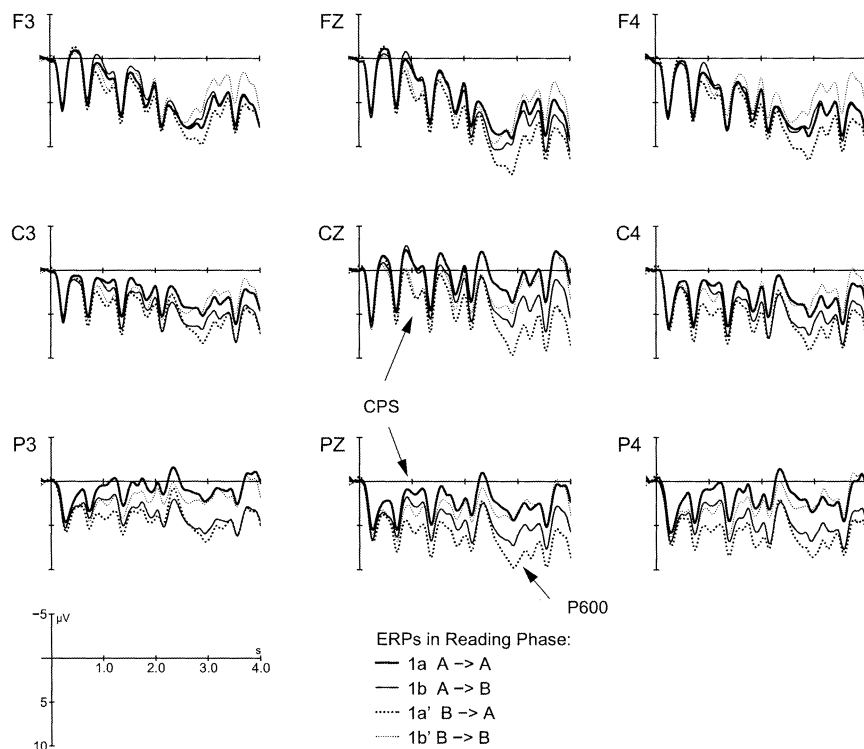 F3 FZ F4
C3 CZ C4
CPS
P3 PZ P4
P600
−5
μV
s
1.0 2.0 3.0 4.0
5
10
ERPs in Reading Phase:
1a A −> A
1b A −> B
1a' B −> A
1b' B −> B